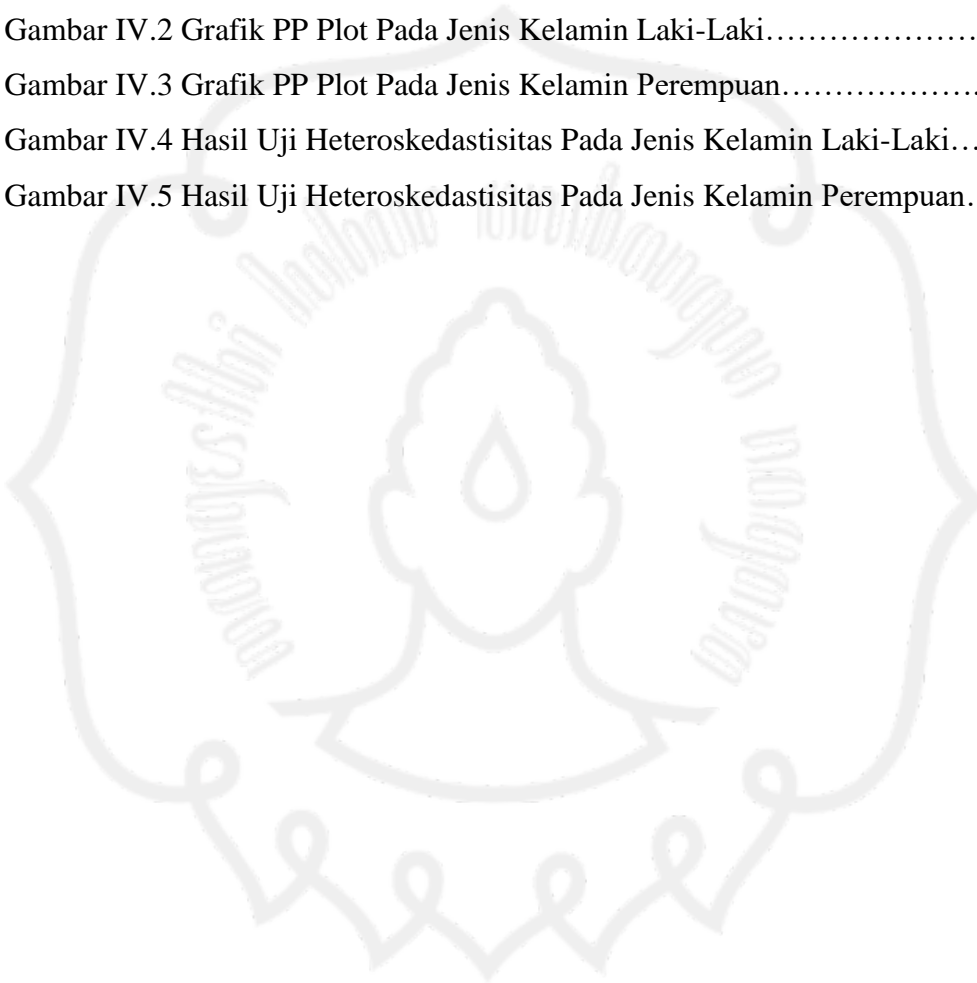 Gambar IV.2 Grafik PP Plot Pada Jenis Kelamin Laki-Laki………………….
Gambar IV.3 Grafik PP Plot Pada Jenis Kelamin Perempuan……………….
Gambar IV.4 Hasil Uji Heteroskedastisitas Pada Jenis Kelamin Laki-Laki…
Gambar IV.5 Hasil Uji Heteroskedastisitas Pada Jenis Kelamin Perempuan.